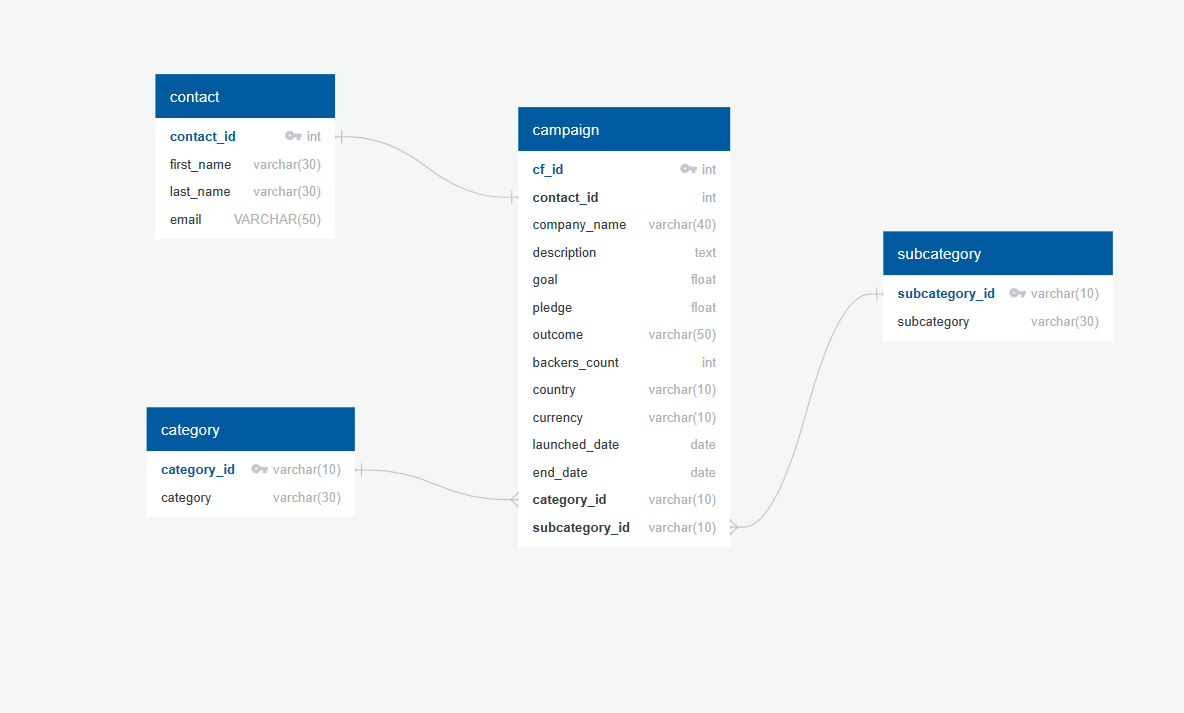 contact
contact_id int
first_name varchar(30)
last_name varchar(30)
email VARCHAR(50)
campaign
cf_id int
contact_id int
company_name varchar(40)
description text
goal float
pledge float
outcome varchar(50)
backers_count int
country varchar(10)
currency varchar(10)
launched_date date
end_date date
category_id varchar(10)
subcategory_id varchar(10)
subcategory
subcategory_id varchar(10)
subcategory varchar(30)
category
category_id varchar(10)
category varchar(30)